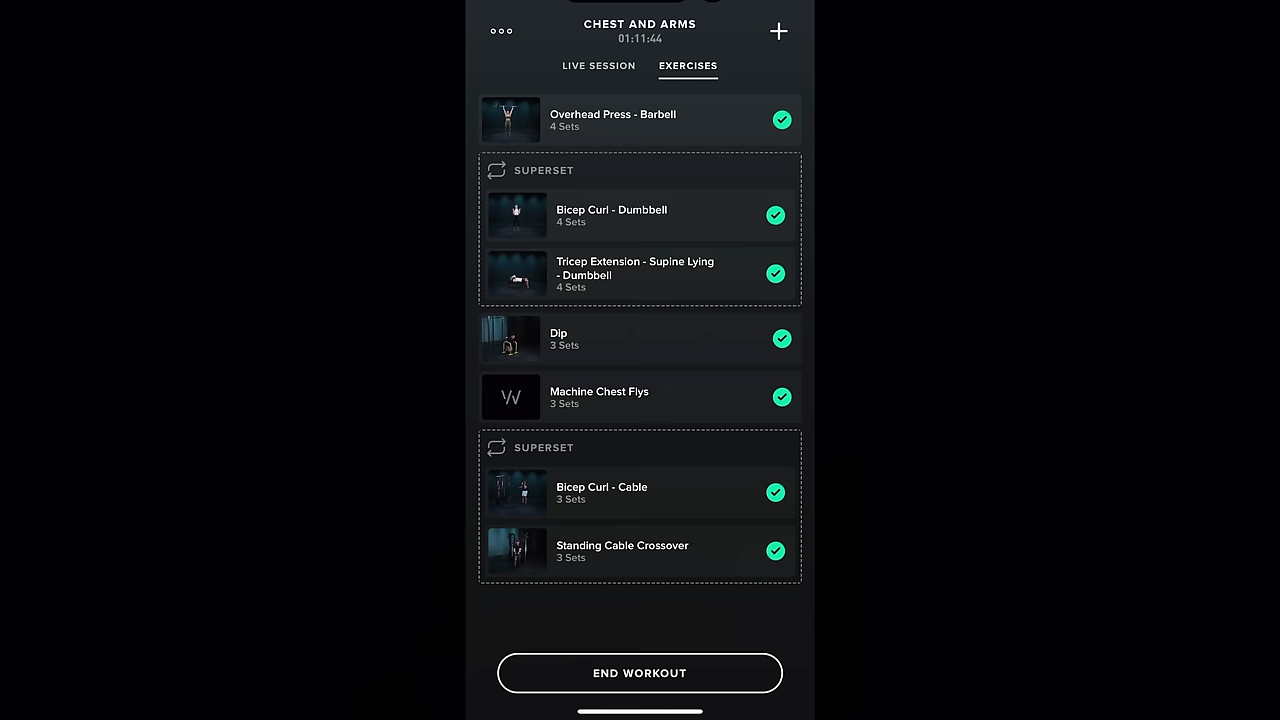 CHEST AND ARMS
01:11:44
LIVE SESSION EXERCISES
Overhead Press - Barbell
4 Sets
SUPERSET
Bicep Curl - Dumbbell
4 Sets
Tricep Extension - Supine Lying
- Dumbbell
4 Sets
Dip
3 Sets
Machine Chest Flys
3 Sets
SUPERSET
Bicep Curl - Cable
3 Sets
Standing Cable Crossover
3 Sets
END WORKOUT